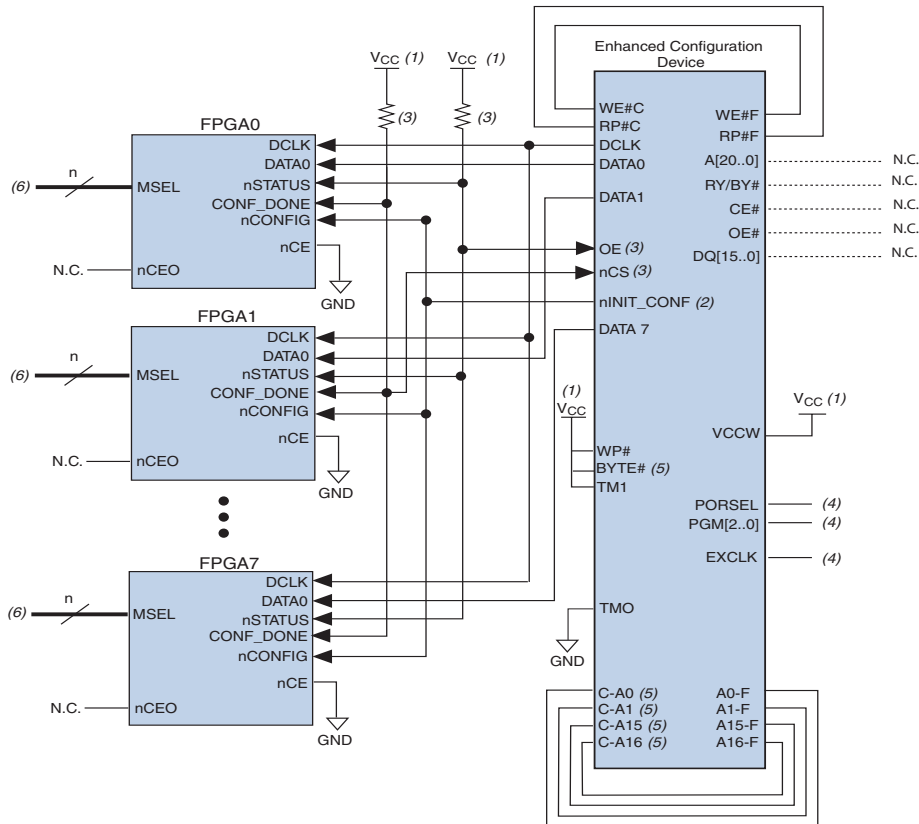 Enhanced Configuration
Device
VCC (1)
VCC (1)
(3)
(3)
WE#C
RP#C
DCLK
DATA0
DATA1
OE (3)
nCS (3)
nINIT_CONF (2)
DATA 7
(1)
VCC
WP#
BYTE# (5)
TM1
TMO
GND
C-A0 (5)
C-A1 (5)
C-A15 (5)
C-A16 (5)
WE#F
RP#F
A[20..0]
N.C.
RY/BY#
N.C.
CE#
N.C.
OE#
N.C.
DQ[15..0]
N.C.
VCC (1)
VCCW
PORSEL
(4)
PGM[2..0]
(4)
EXCLK
(4)
A0-F
A1-F
A15-F
A16-F
FPGA0
DCLK
DATA0
nSTATUS
CONF_DONE
nCONFIG
nCE
GND
(6)
n
MSEL
N.C.
nCEO
FPGA1
DCLK
DATA0
nSTATUS
CONF_DONE
nCONFIG
nCE
GND
(6)
n
MSEL
N.C.
nCEO
FPGA7
DCLK
DATA0
nSTATUS
CONF_DONE
nCONFIG
nCE
GND
(6)
n
MSEL
N.C.
nCEO